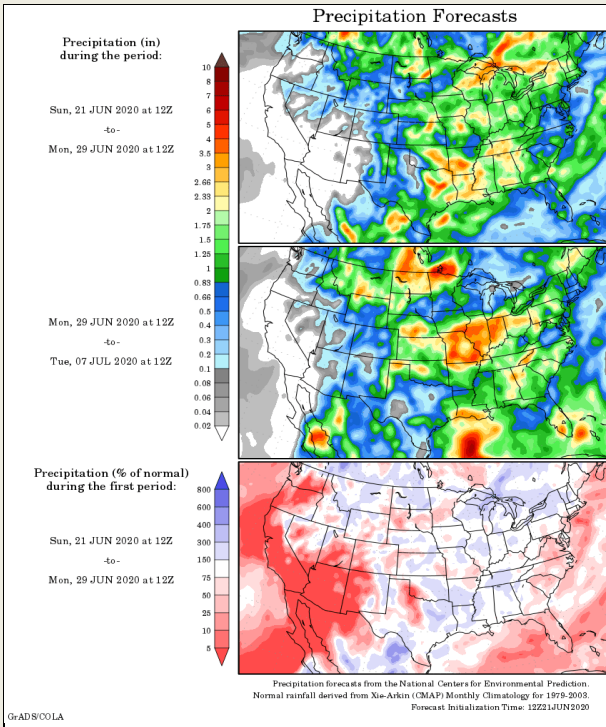 Precipitation Forecasts
Precipitation (in)
during the period:
Sun, 21 JUN 2020 at 12Z
-to-
Mon, 29 JUN 2020 at 12Z
10
8
7
6
5
4
3.5
3
2.66
2.33
2
1.75
1.5
1.25
1
0.83
0.66
0.5
0.4
0.3
0.2
0.1
0.08
0.06
0.04
0.02
Mon, 29 JUN 2020 at 12Z
-to-
Tue, 07 JUL 2020 at 12Z
Precipitation (% of normal)
during the first period:
Sun, 21 JUN 2020 at 12Z
-to-
Mon, 29 JUN 2020 at 12Z
800
600
400
300
150
75
50
25
10
5
Precipitation forecasts from the National Centers for Environmental Prediction.
Normal rainfall derived from Xie-Arkin (CMAP) Monthly Climatology for 1979-2003.
Forecast Initialization Time: 12Z21JUN2020
GrADS/COLA